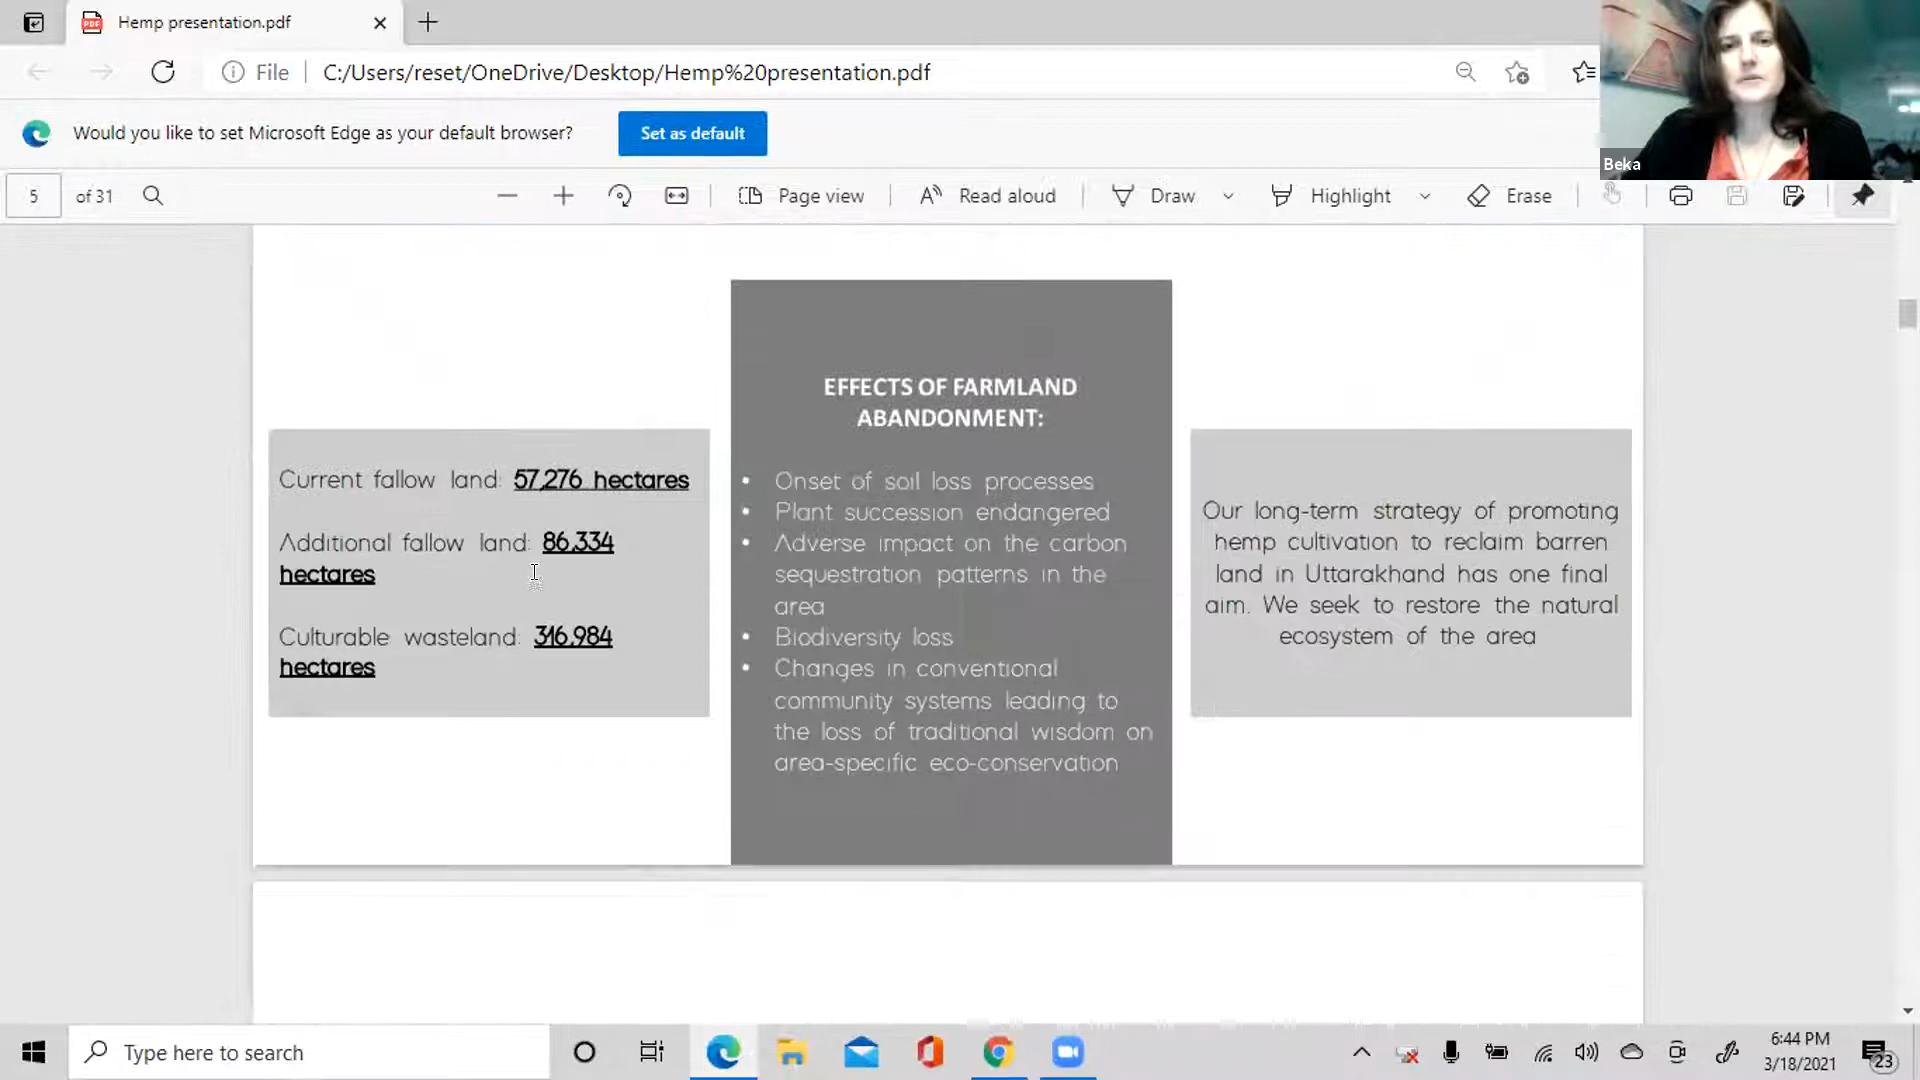 Hemp presentation.pdf
File
C:/Users/reset/OneDrive/Desktop/Hemp%20presentation.pdf
Would you like to set Microsoft Edge as your default browser?
Set as default
Beka
5
of 31
Page view
Read aloud
Draw
Highlight
Erase
Current fallow land: 57,276 hectares
Additional fallow land: 86,334
hectares
Culturable wasteland: 316,984
hectares
EFFECTS OF FARMLAND
ABANDONMENT:
• Onset of soil loss processes
• Plant succession endangered
• Adverse impact on the carbon
sequestration patterns in the
area
• Biodiversity loss
• Changes in conventional
community systems leading to
the loss of traditional wisdom on
area-specific eco-conservation
Our long-term strategy of promoting
hemp cultivation to reclaim barren
land in Uttarakhand has one final
aim. We seek to restore the natural
ecosystem of the area
Type here to search
6:44 PM
3/18/2021
23